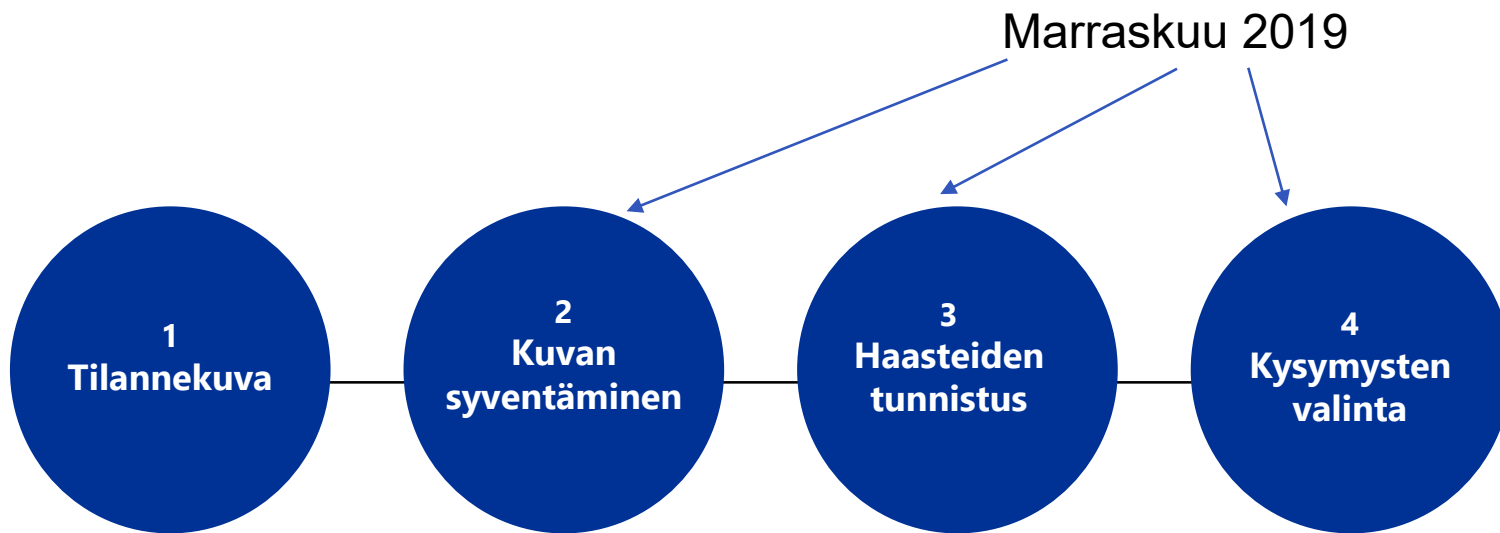 Marraskuu 2019
1
Tilannekuva
2
Kuvan
syventäminen
3
Haasteiden
tunnistus
4
Kysymysten
valinta